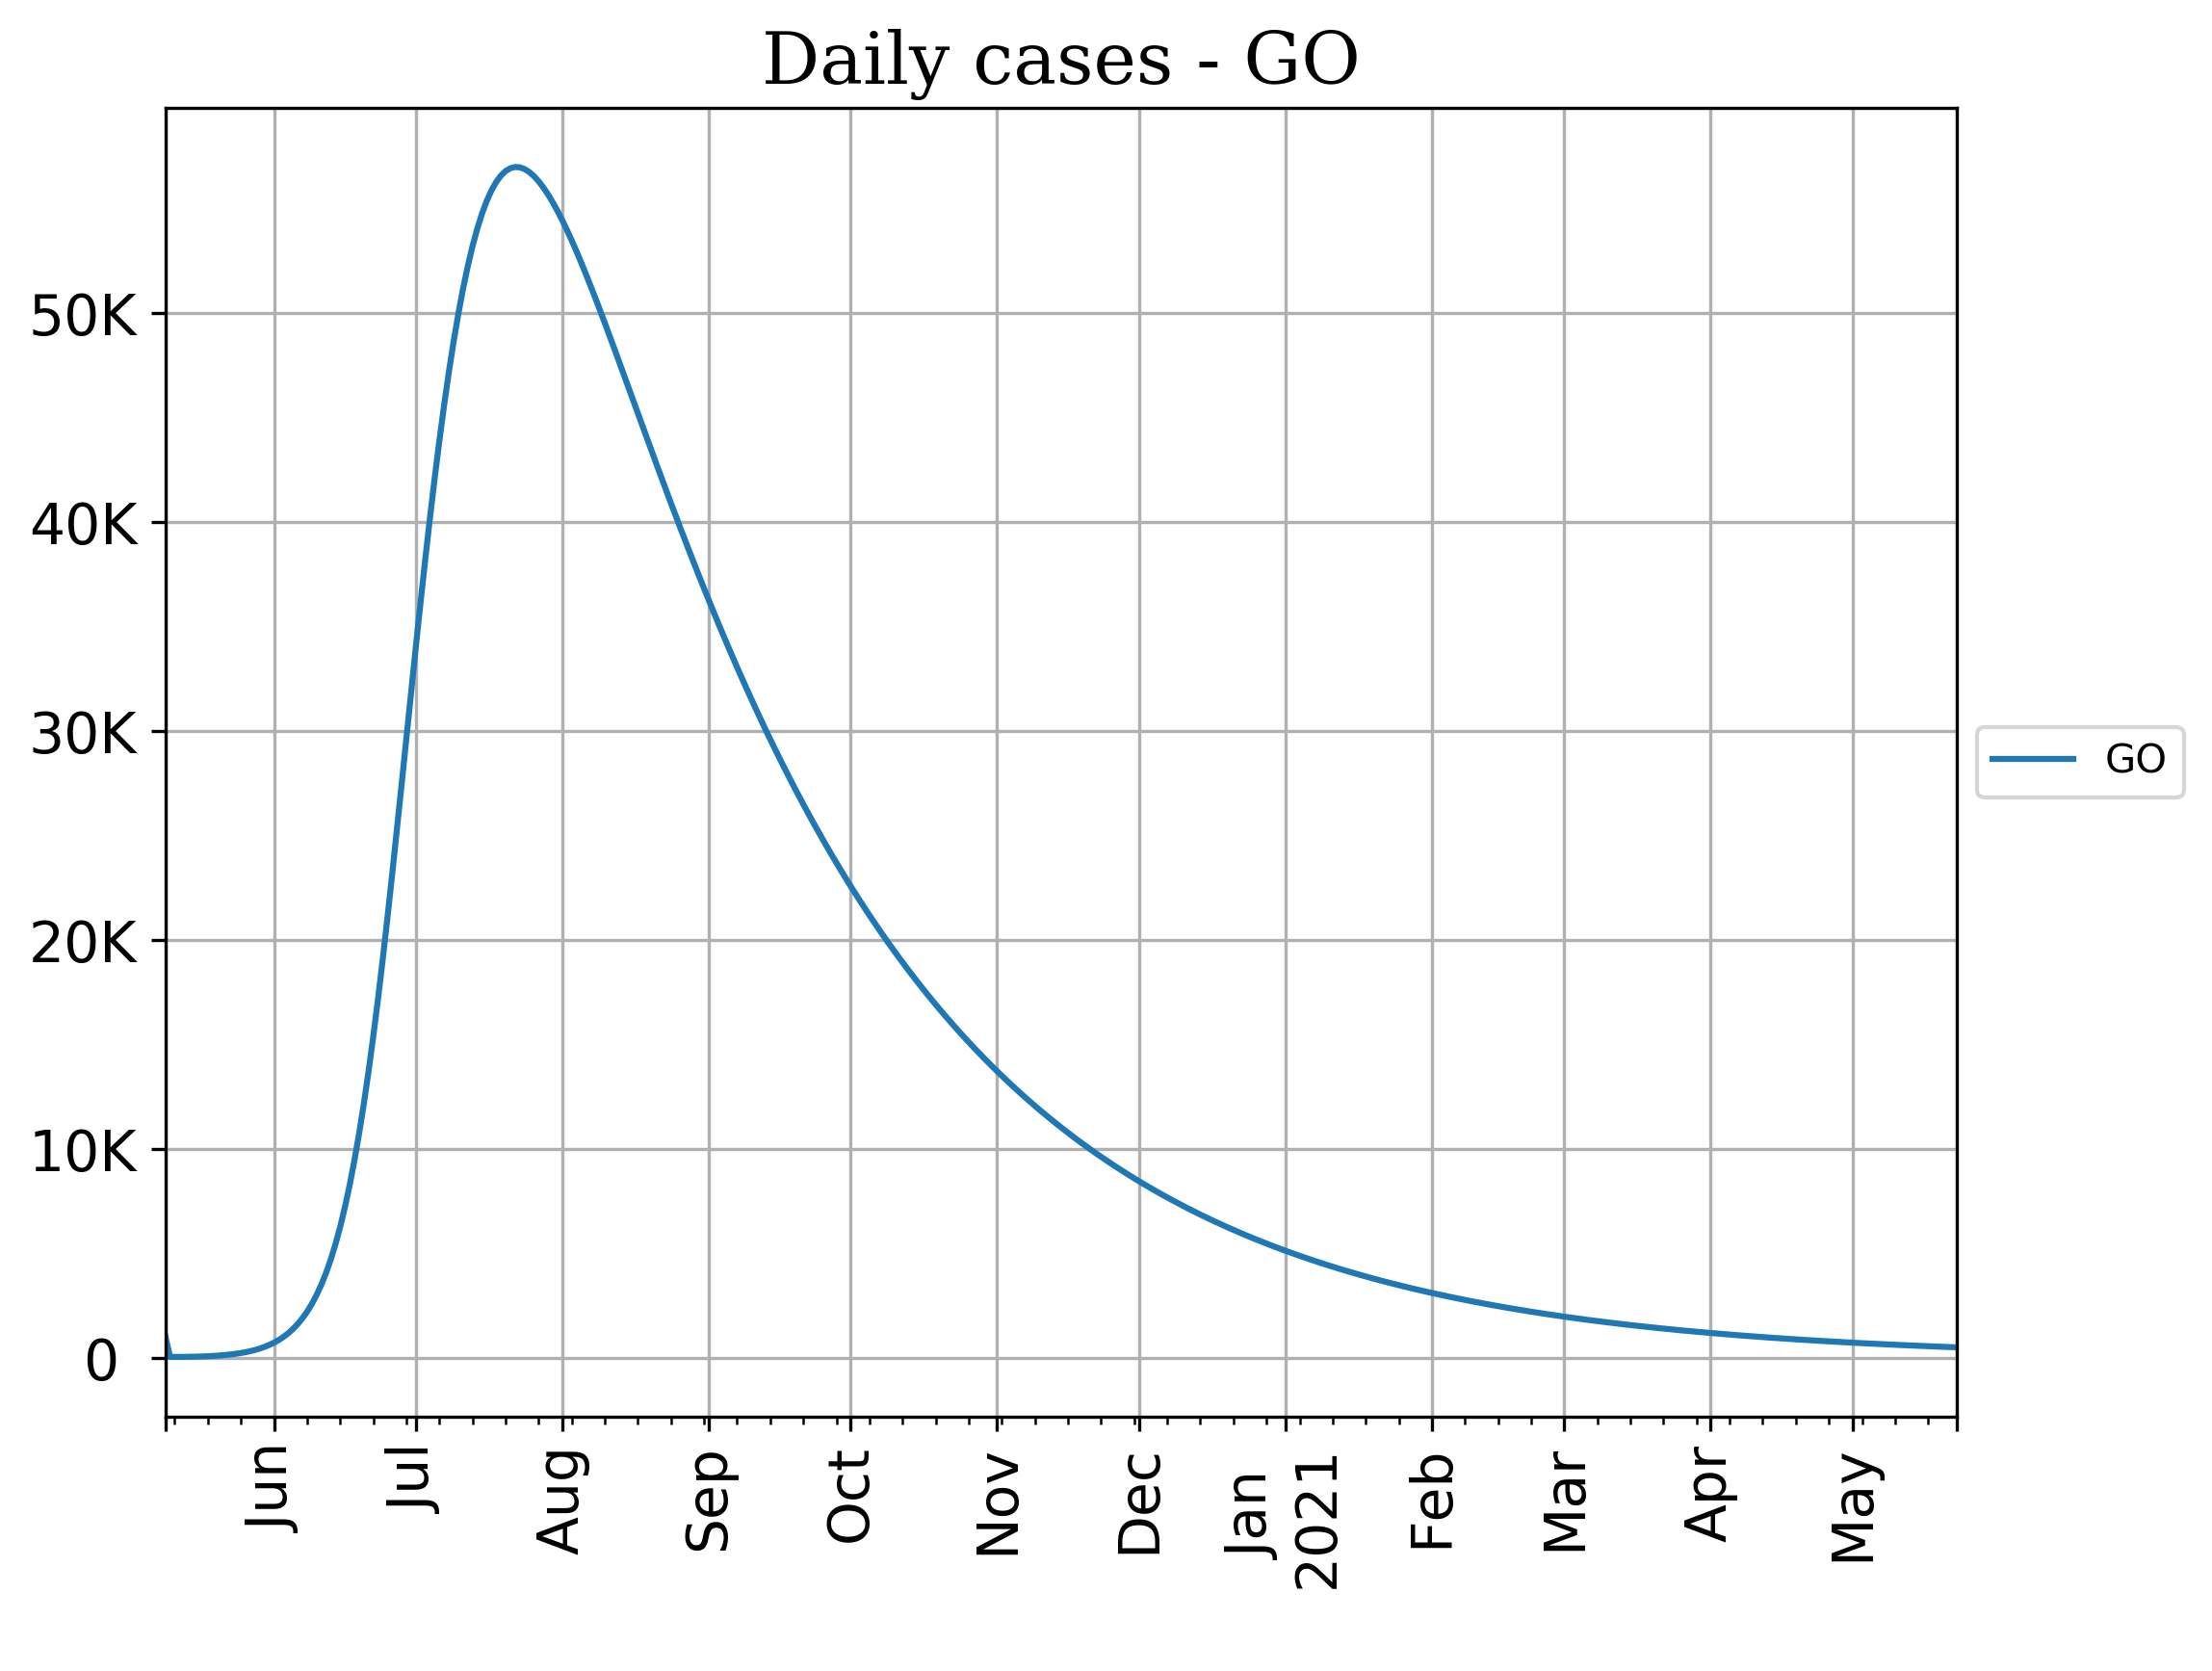 Daily cases - GO
50K
40K
30K
20K
10K
0
GO
Jun
Jul
Aug
Sep
Oct
Nov
Dec
Jan
2021
Feb
Mar
Apr
May